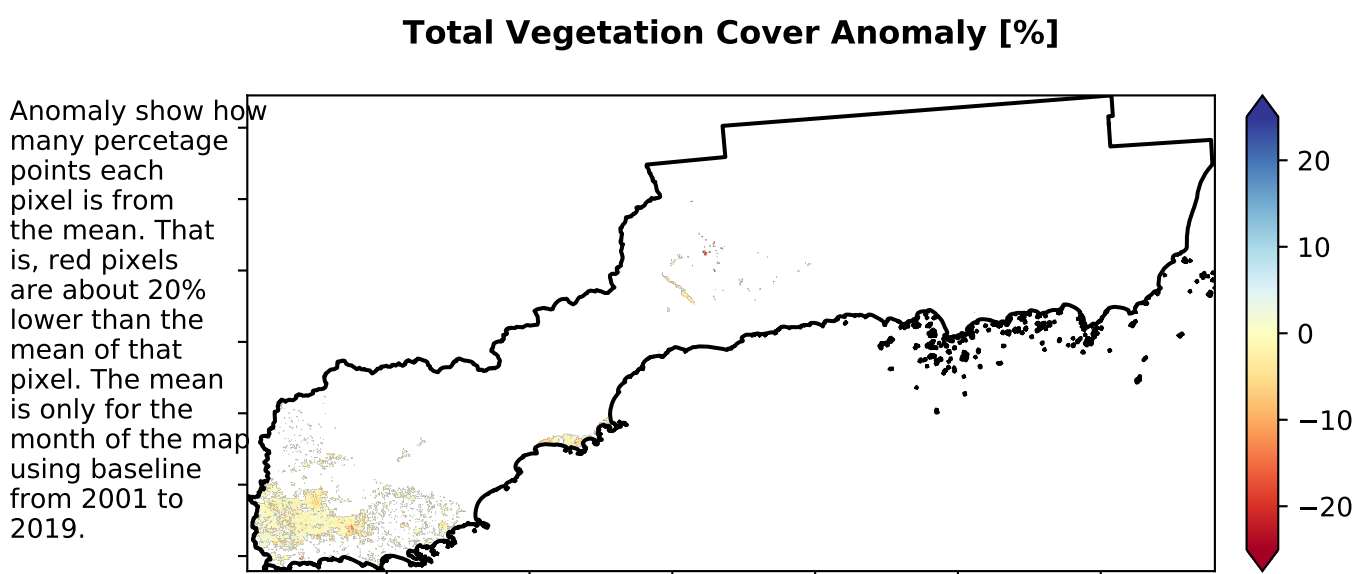 Total Vegetation Cover Anomaly [%]
Anomaly show how
many percetage
points each
pixel is from
the mean. That
is, red pixels
are about 20%
lower than the
mean of that
pixel. The mean
is only for the
month of the map
using baseline
from 2001 to
2019.
20
10
0
−10
−20